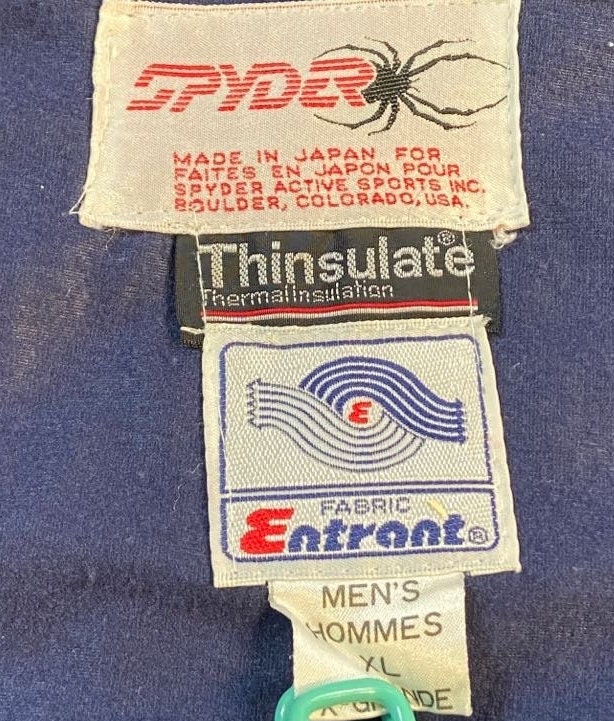 SPYDER
MADE IN JAPAN FOR
FAITES EN JAPON POUR
SPYDER ACTIVE SPORTS INC.
BOULDER, COLORADO, USA.
Thinsulate®
Thermal Insulation
E
FABRIC
Entrant®
MEN'S
HOMMES
XL